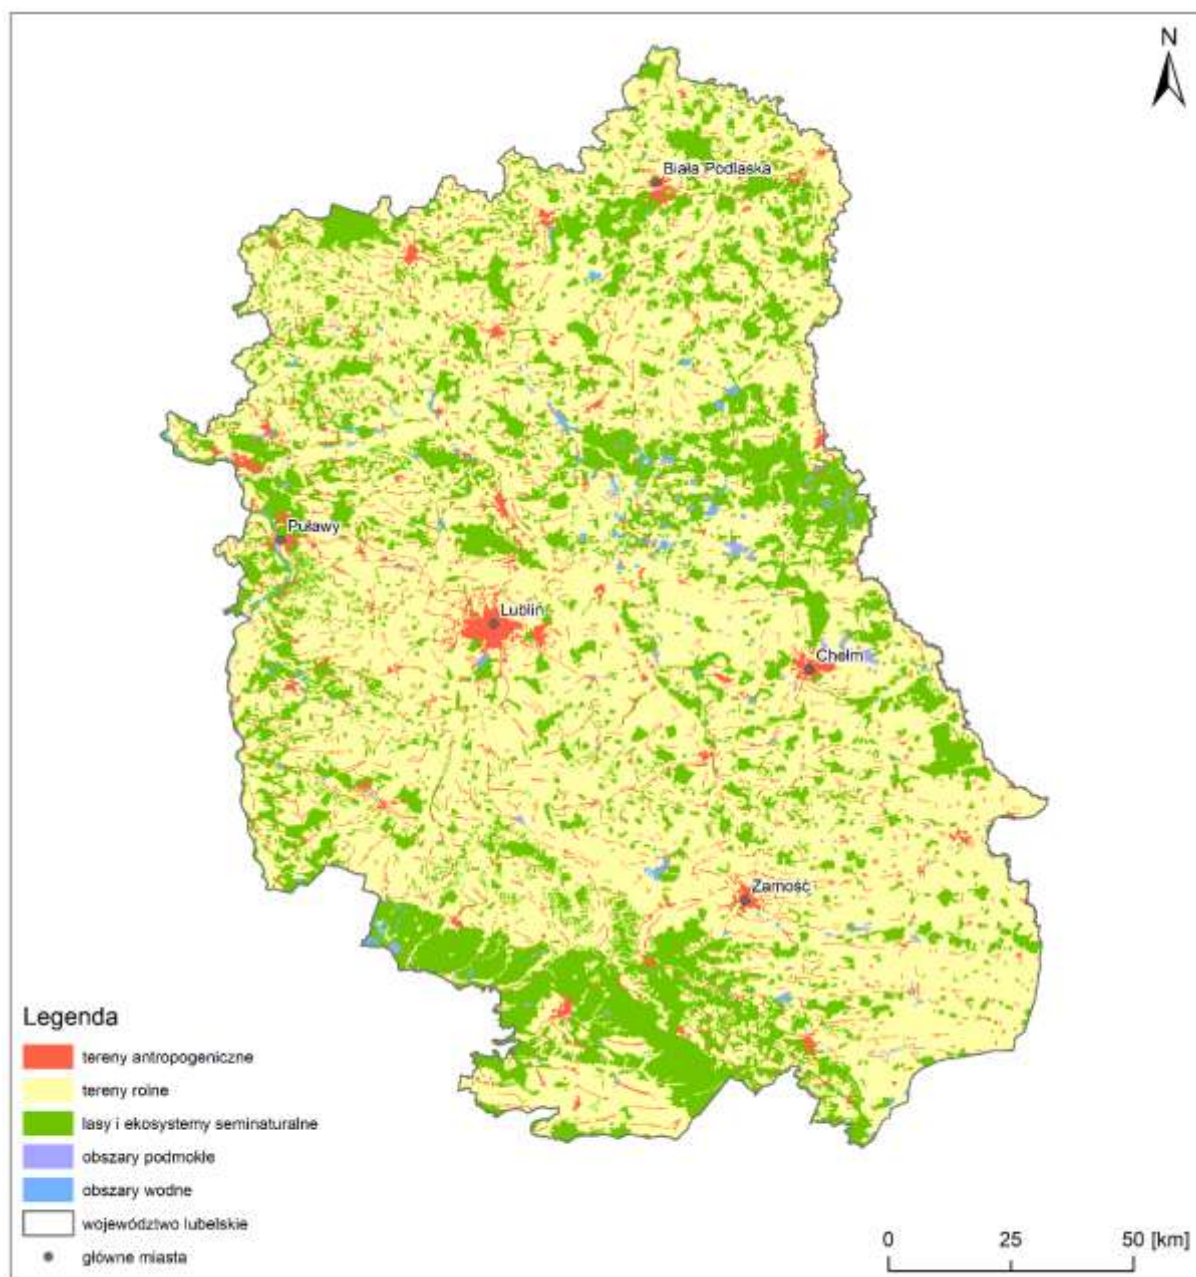 N
Biała Podlaska
Puławy
Lublin
Chełm
Zamość
Legenda
tereny antropogeniczne
tereny rolne
lasy i ekosystemy seminaturalne
obszary podmokłe
obszary wodne
województwo lubelskie
główne miasta
0 25 50 [km]